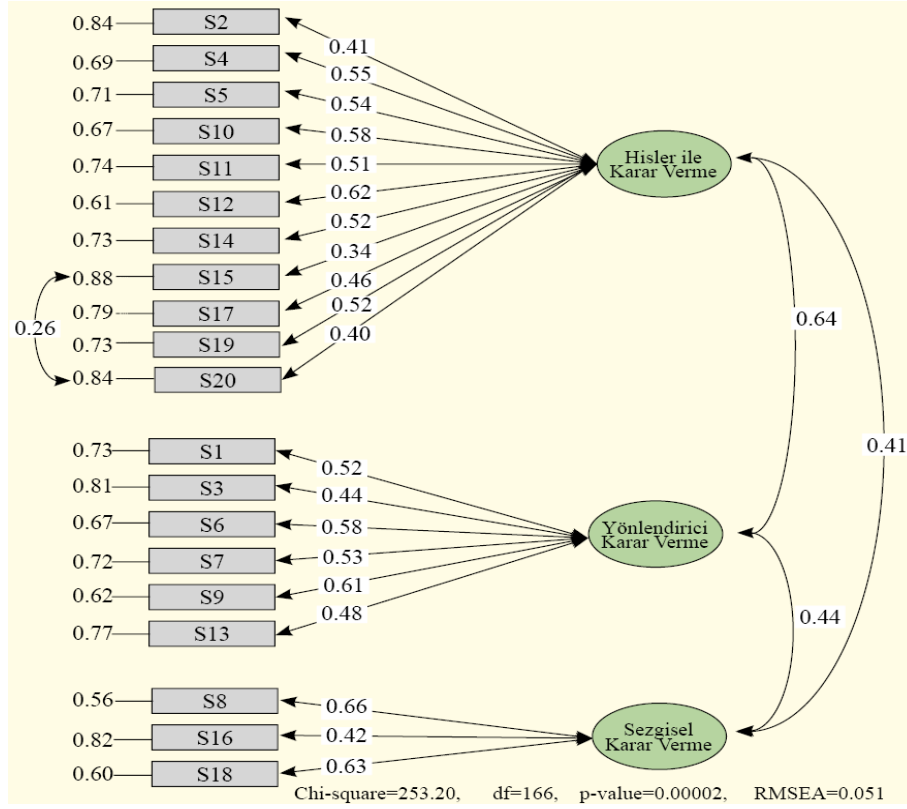 0.84 S2 0.41
0.69 S4 0.55
0.71 S5 0.54
0.67 S10 0.58
0.74 S11 0.51
0.61 S12 0.62
0.73 S14 0.52
0.88 S15 0.34
0.79 S17 0.46
0.73 S19 0.52
0.84 S20 0.40
0.26
Hisler ile
Karar Verme
0.64
0.41
0.73 S1 0.52
0.81 S3 0.44
0.67 S6 0.58
0.72 S7 0.53
0.62 S9 0.61
0.77 S13 0.48
Yönlendirici
Karar Verme
0.44
0.56 S8 0.66
0.82 S16 0.42
0.60 S18 0.63
Sezgisel
Karar Verme
Chi-square=253.20, df=166, p-value=0.00002, RMSEA=0.051